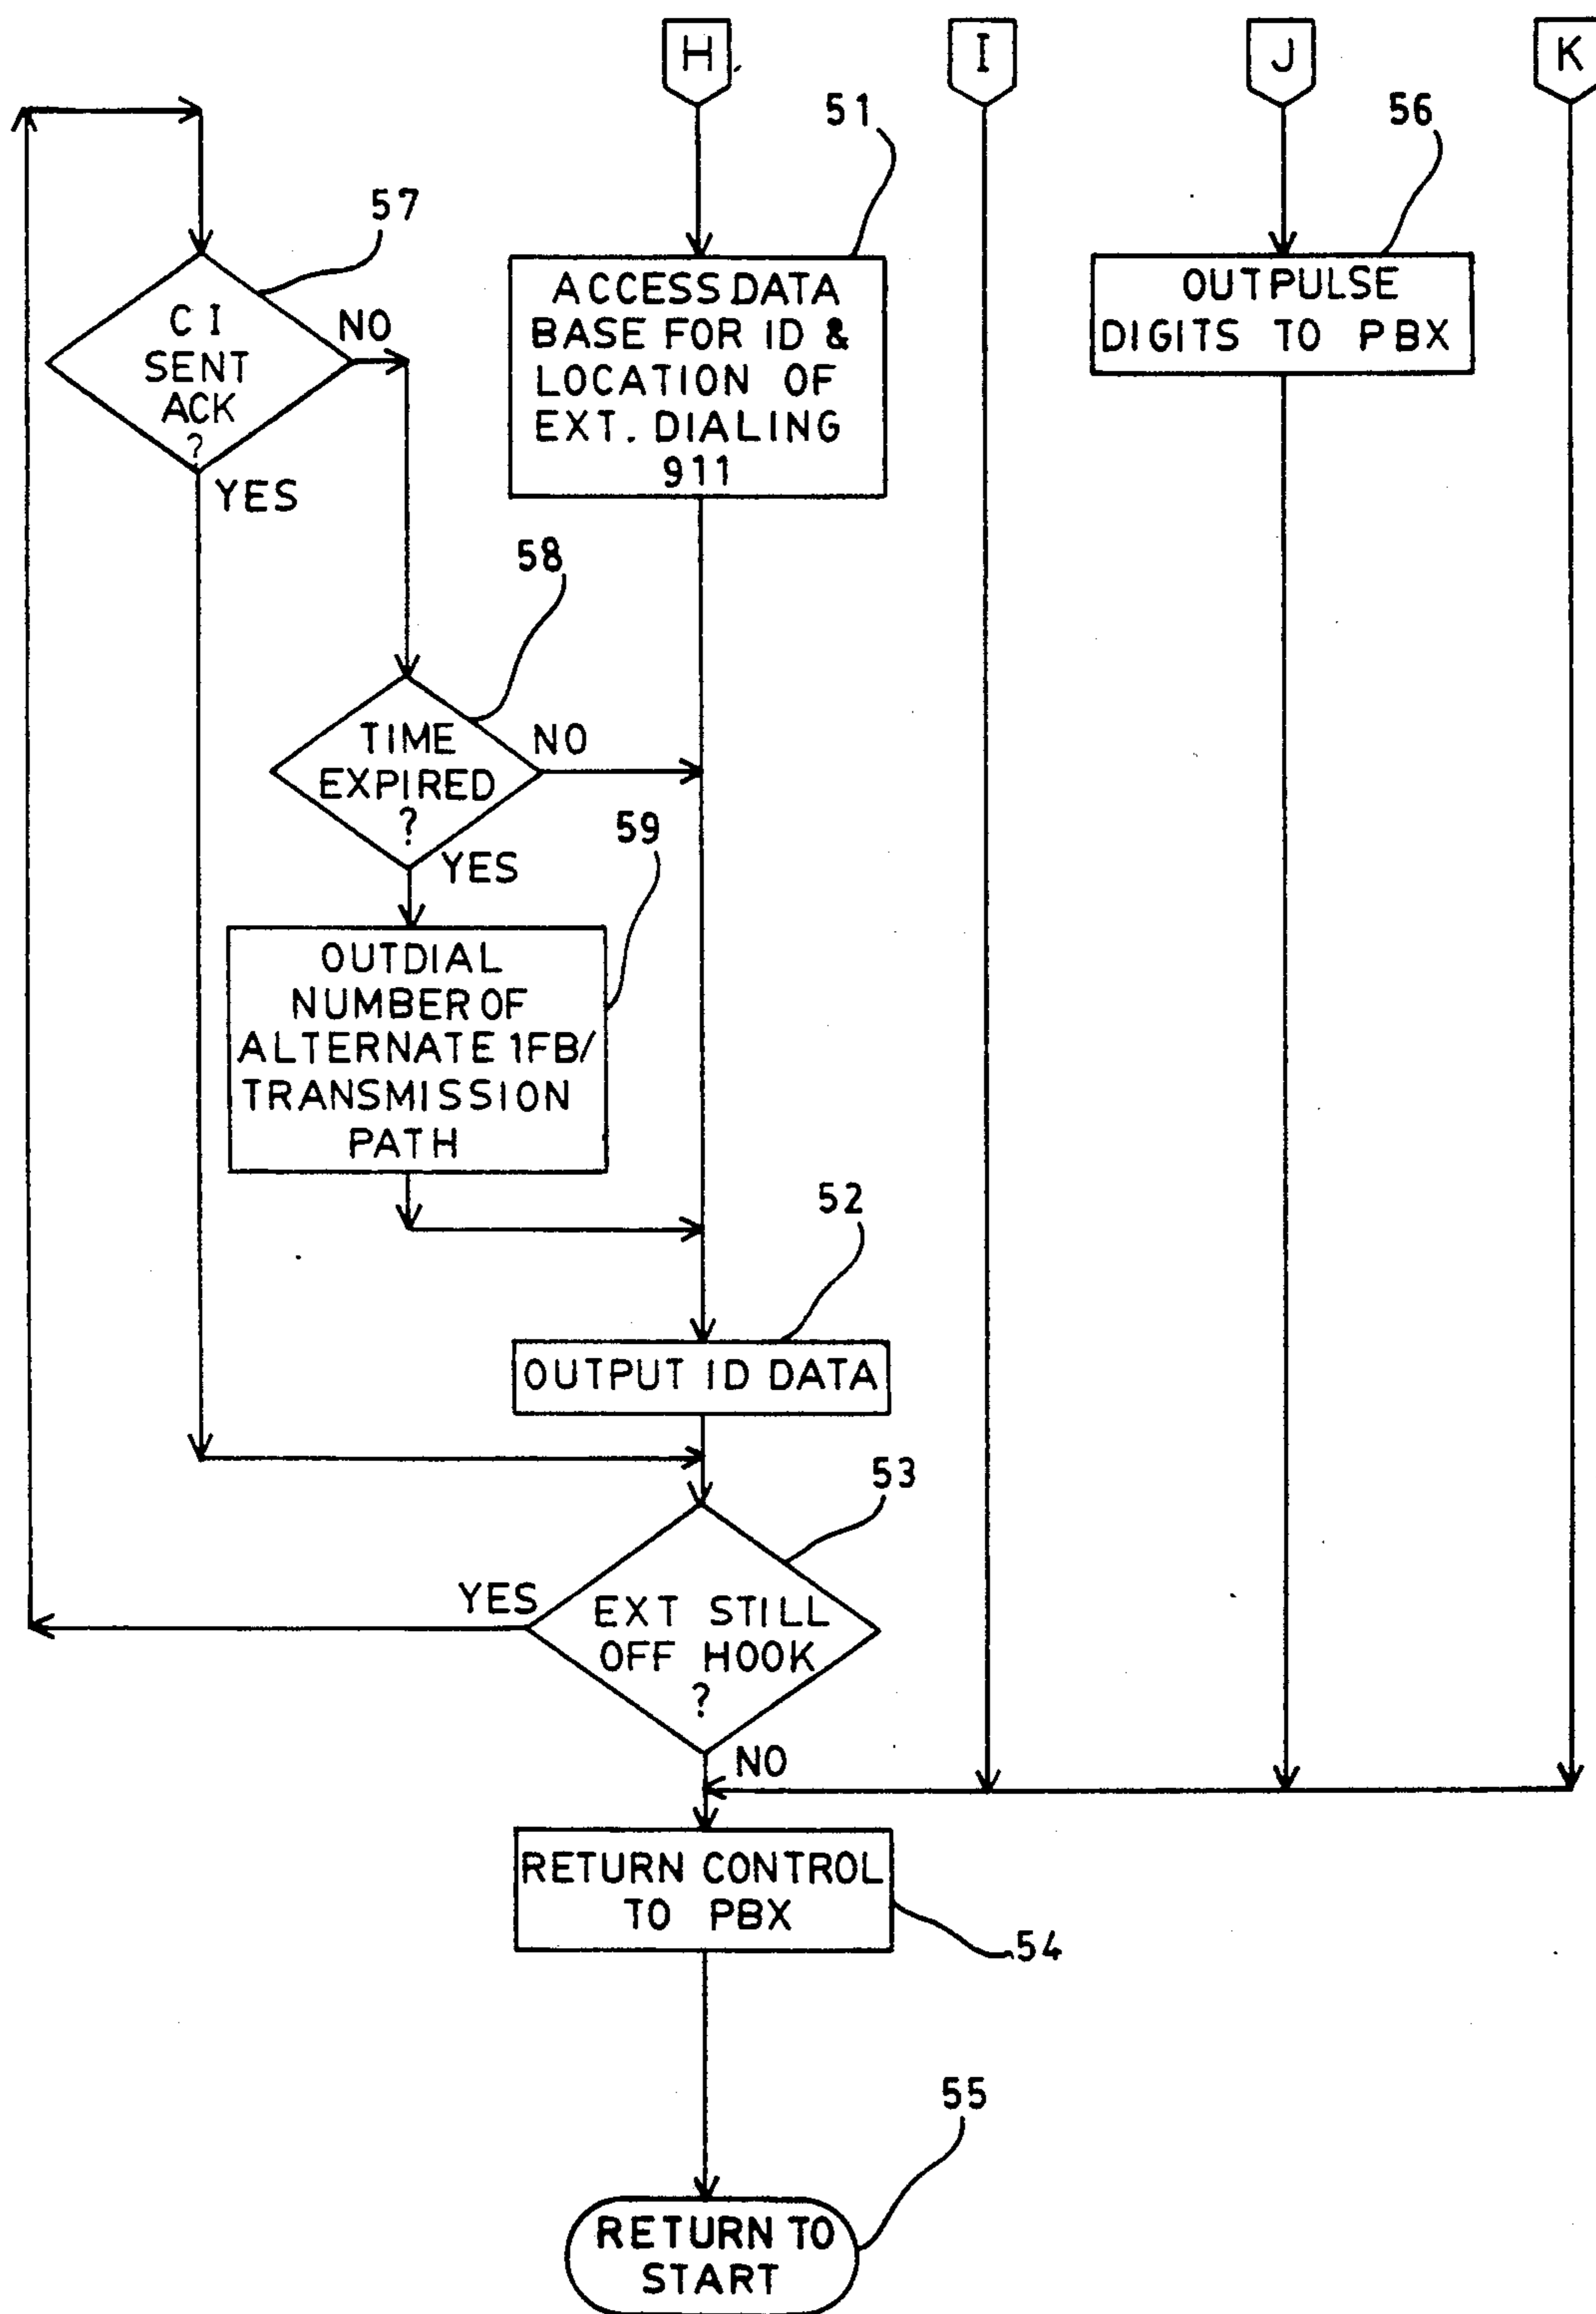 H
I
J
K
51
56
57
C I
SENT
ACK
?
NO
YES
ACCESS DATA
BASE FOR ID &
LOCATION OF
EXT. DIALING
911
OUTPULSE
DIGITS TO PBX
58
TIME
EXPIRED
?
NO
YES
59
OUTDIAL
NUMBER OF
ALTERNATE 1FB/
TRANSMISSION
PATH
52
OUTPUT ID DATA
53
YES
EXT STILL
OFF HOOK
?
NO
RETURN CONTROL
TO PBX
54
55
RETURN TO
START